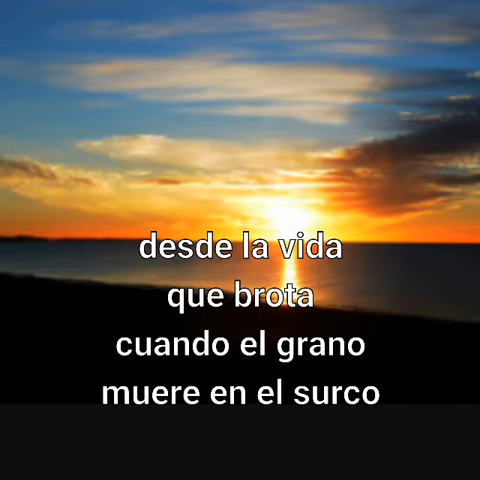 desde la vida
que brota
cuando el grano
muere en el surco